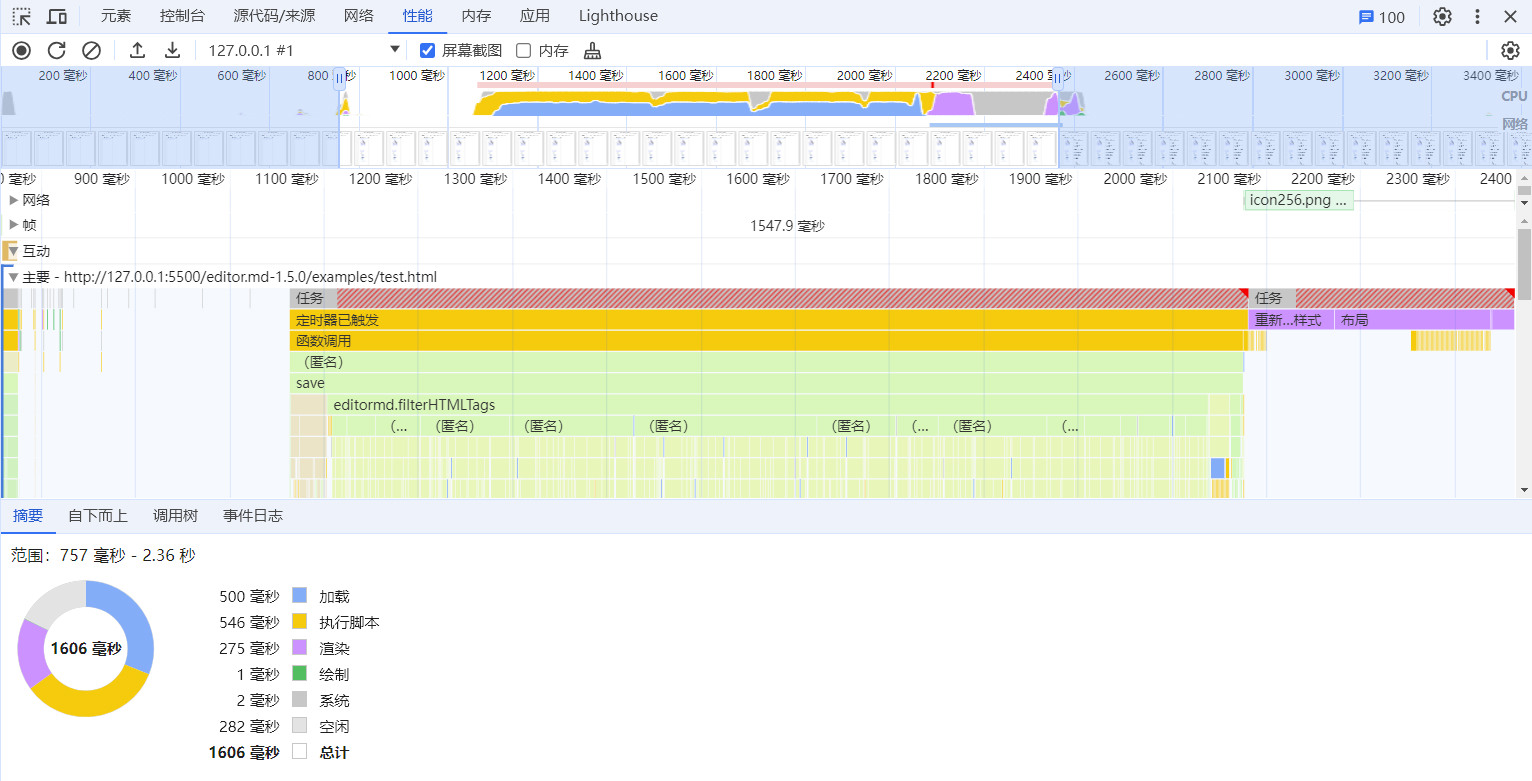 元素 控制台 源代码/来源 网络 性能 内存 应用 Lighthouse 100
127.0.0.1 #1 屏幕截图 内存
200 毫秒 400 毫秒 600 毫秒 800 毫秒 1000 毫秒 1200 毫秒 1400 毫秒 1600 毫秒 1800 毫秒 2000 毫秒 2200 毫秒 2400 毫秒 2600 毫秒 2800 毫秒 3000 毫秒 3200 毫秒 3400 毫秒
CPU
网络
0 毫秒 900 毫秒 1000 毫秒 1100 毫秒 1200 毫秒 1300 毫秒 1400 毫秒 1500 毫秒 1600 毫秒 1700 毫秒 1800 毫秒 1900 毫秒 2000 毫秒 2100 毫秒 2200 毫秒 2300 毫秒 2400
网络 icon256.png ...
帧 1547.9 毫秒
互动
主要 - http://127.0.0.1:5500/editor.md-1.5.0/examples/test.html
任务 任务
定时器已触发 重新...样式 布局
函数调用
（匿名）
save
editormd.filterHTMLTags
(... （匿名） （匿名） （匿名） （匿名） (... （匿名） (...
摘要 自下而上 调用树 事件日志
范围：757 毫秒 - 2.36 秒
1606 毫秒
500 毫秒 加载
546 毫秒 执行脚本
275 毫秒 渲染
1 毫秒 绘制
2 毫秒 系统
282 毫秒 空闲
1606 毫秒 总计